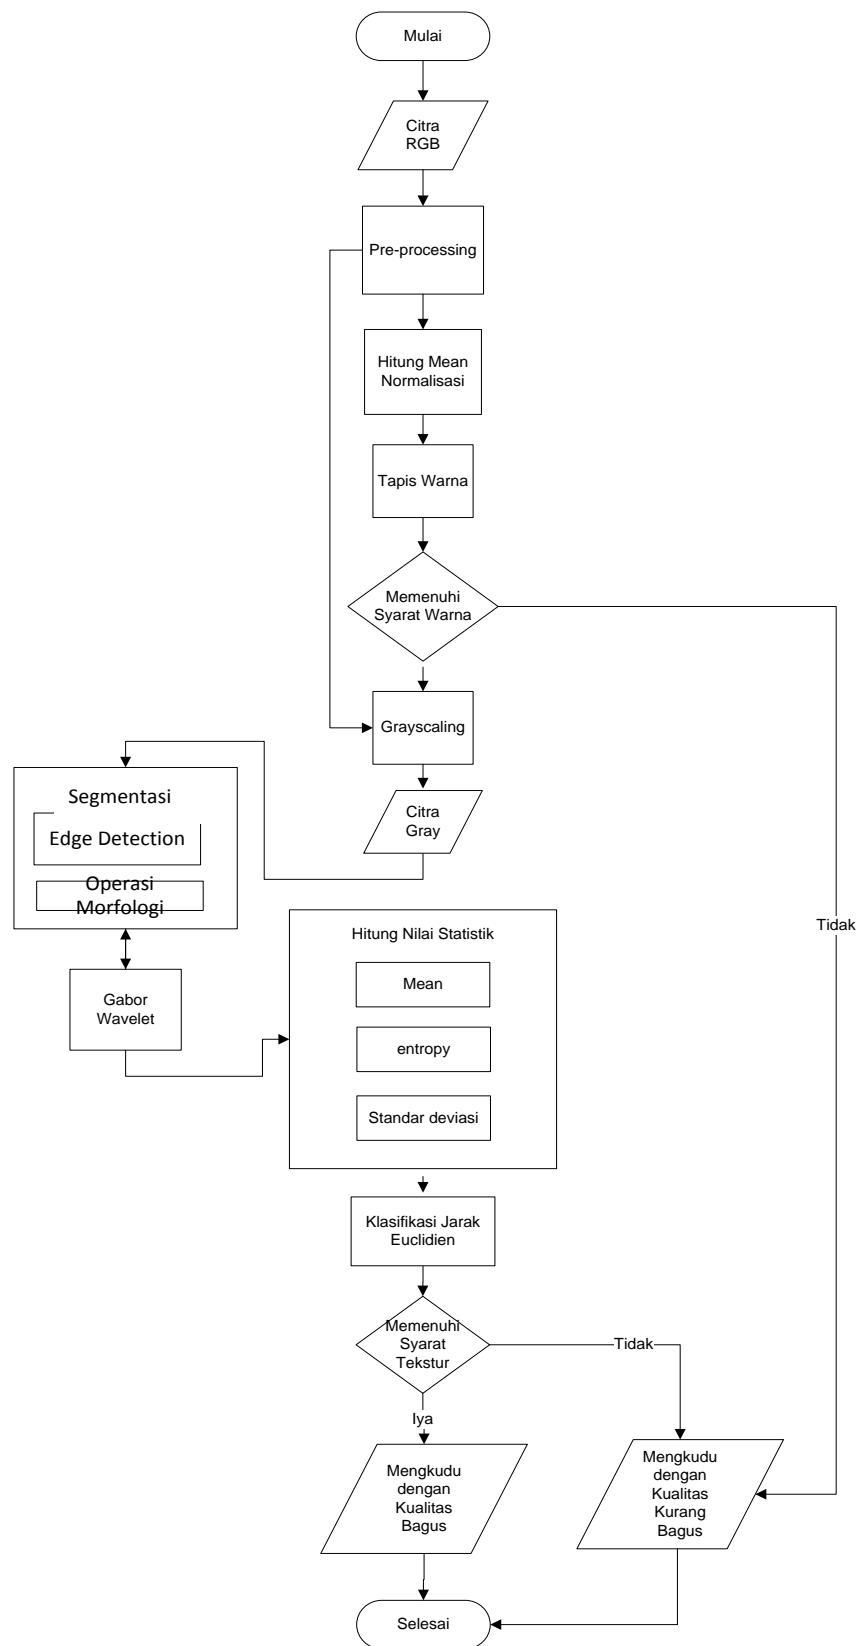 Mulai
Citra
RGB
Pre-processing
Hitung Mean
Normalisasi
Tapis Warna
Memenuhi
Syarat Warna
Grayscaling
Citra
Gray
Segmentasi
Edge Detection
Operasi
Morfologi
Tidak
Hitung Nilai Statistik
Mean
entropy
Standar deviasi
Gabor
Wavelet
Klasifikasi Jarak
Euclidien
Memenuhi
Syarat
Tekstur
Tidak
Iya
Mengkudu
dengan
Kualitas
Bagus
Mengkudu
dengan
Kualitas
Kurang
Bagus
Selesai